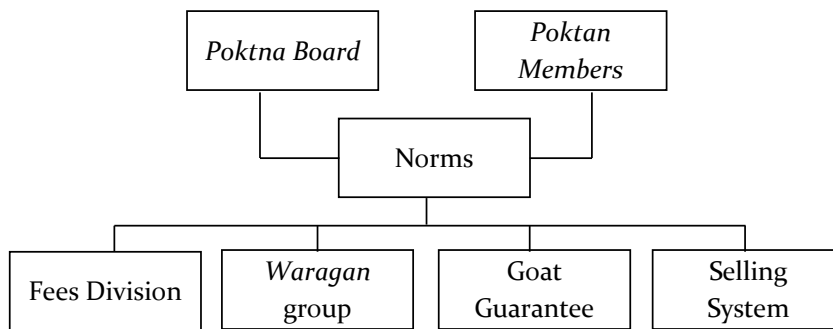 Poktna Board
Poktan
Members
Norms
Fees Division
Waragan
group
Goat
Guarantee
Selling
System